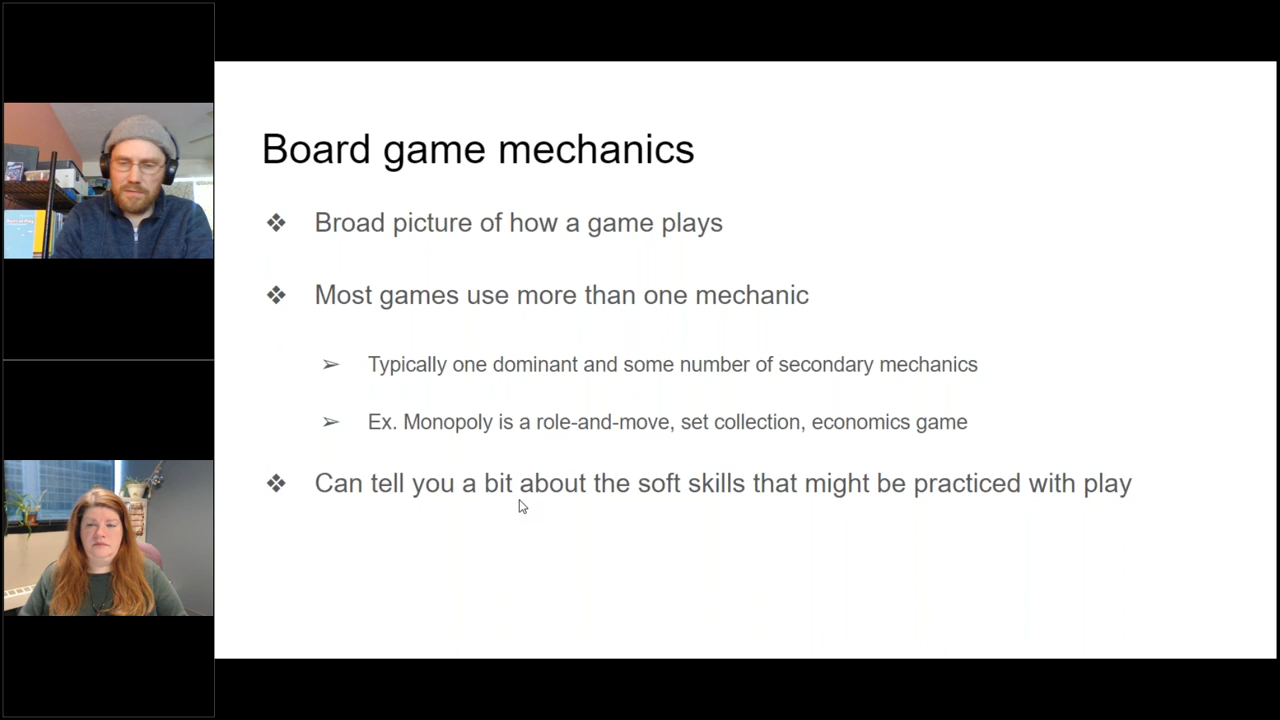 Board game mechanics
❖ Broad picture of how a game plays
❖ Most games use more than one mechanic
➢ Typically one dominant and some number of secondary mechanics
➢ Ex. Monopoly is a role-and-move, set collection, economics game
❖ Can tell you a bit about the soft skills that might be practiced with play